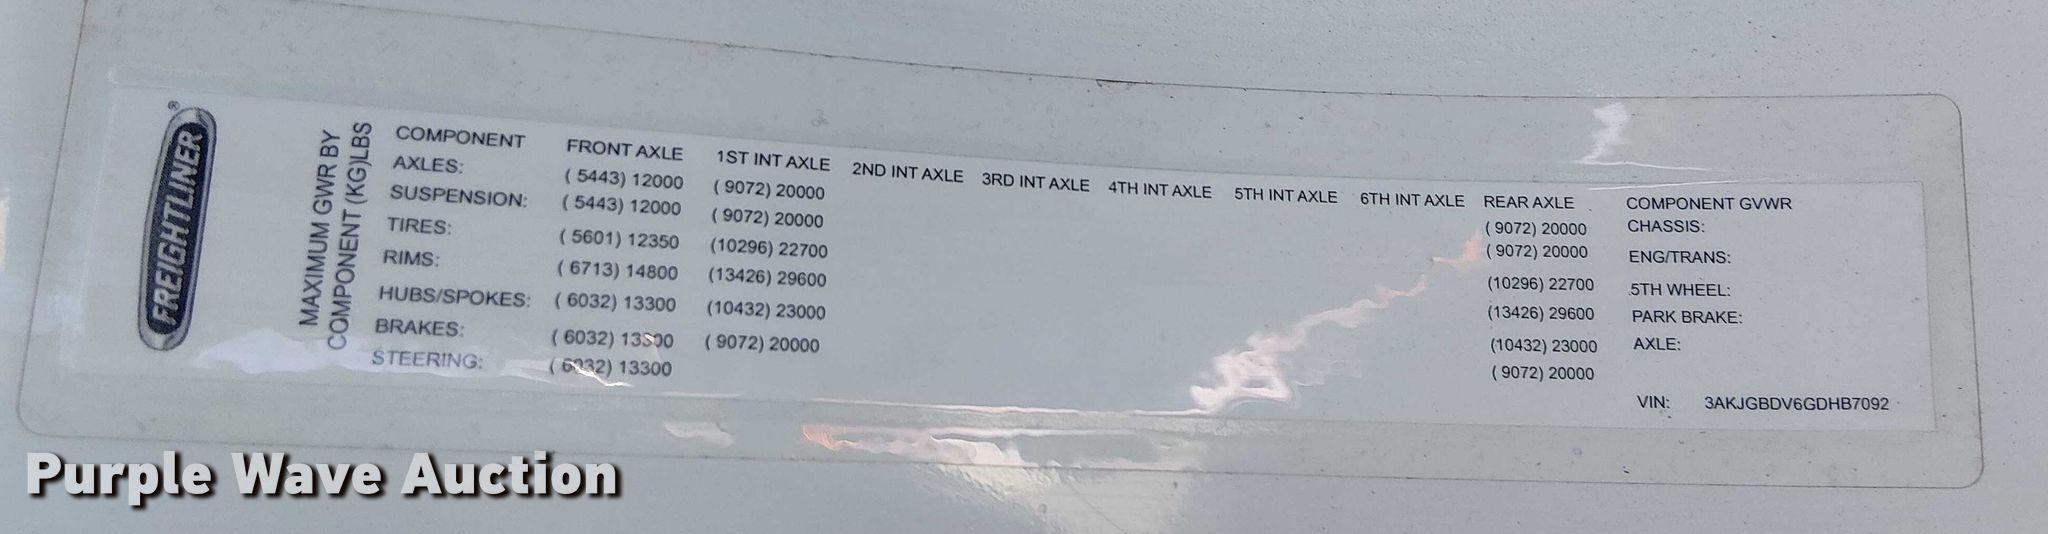 FREIGHTLINER®
MAXIMUM GWR BY
COMPONENT (KG)LBS
COMPONENT FRONT AXLE 1ST INT AXLE 2ND INT AXLE 3RD INT AXLE 4TH INT AXLE 5TH INT AXLE 6TH INT AXLE REAR AXLE COMPONENT GVWR
AXLES: ( 5443) 12000 ( 9072) 20000 ( 9072) 20000 CHASSIS:
SUSPENSION: ( 5443) 12000 ( 9072) 20000 ( 9072) 20000 ENG/TRANS:
TIRES: ( 5601) 12350 (10296) 22700 (10296) 22700 5TH WHEEL:
RIMS: ( 6713) 14800 (13426) 29600 (13426) 29600 PARK BRAKE:
HUBS/SPOKES: ( 6032) 13300 (10432) 23000 (10432) 23000 AXLE:
BRAKES: ( 6032) 13300 ( 9072) 20000 ( 9072) 20000
STEERING: ( 6032) 13300
VIN: 3AKJGBDV6GDHB7092
Purple Wave Auction